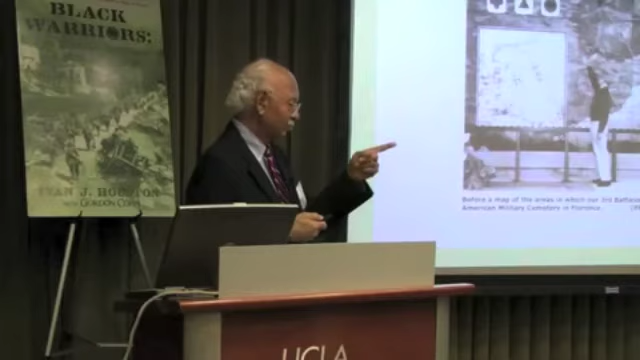 BLACK
WARRIORS:
IVAN J. HOUSTON
GORDON COHN
Before a map of the areas in which our 3rd Battalion
American Military Cemetery in Florence.
UCLA